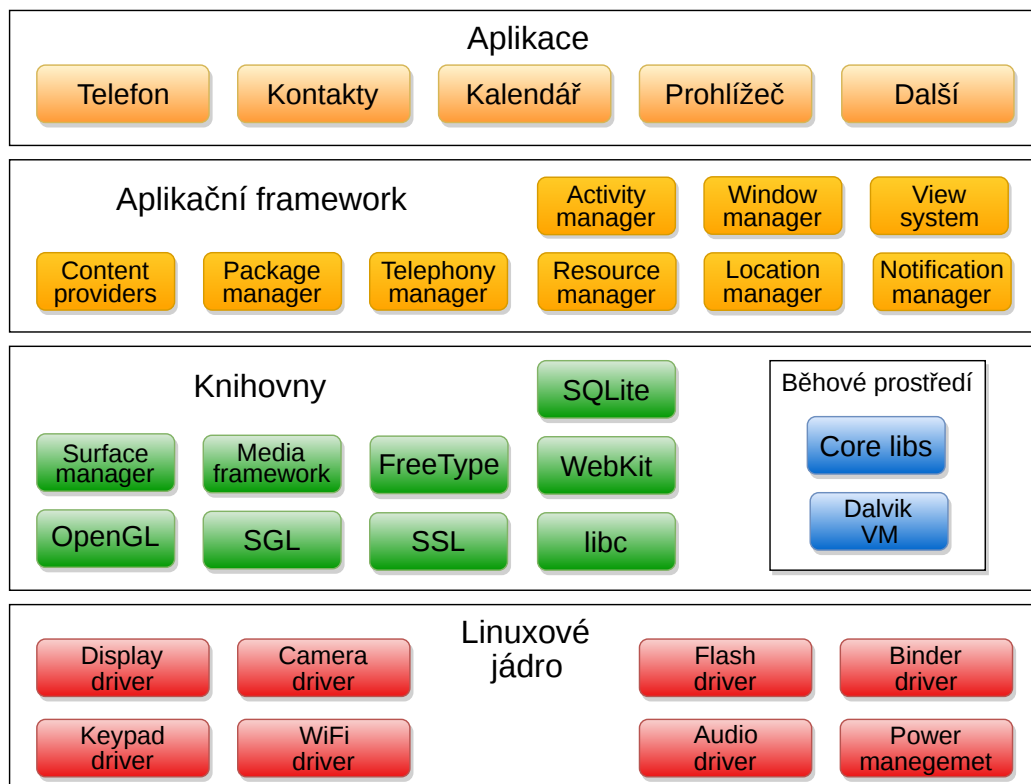 Aplikace
Telefon
Kontakty
Kalendář
Prohlížeč
Další
Aplikační framework
Activity
manager
Window
manager
View
system
Content
providers
Package
manager
Telephony
manager
Resource
manager
Location
manager
Notification
manager
Knihovny
SQLite
Surface
manager
Media
framework
FreeType
WebKit
OpenGL
SGL
SSL
libc
Běhové prostředí
Core libs
Dalvik
VM
Linuxové
jádro
Display
driver
Camera
driver
Flash
driver
Binder
driver
Keypad
driver
WiFi
driver
Audio
driver
Power
manegemet